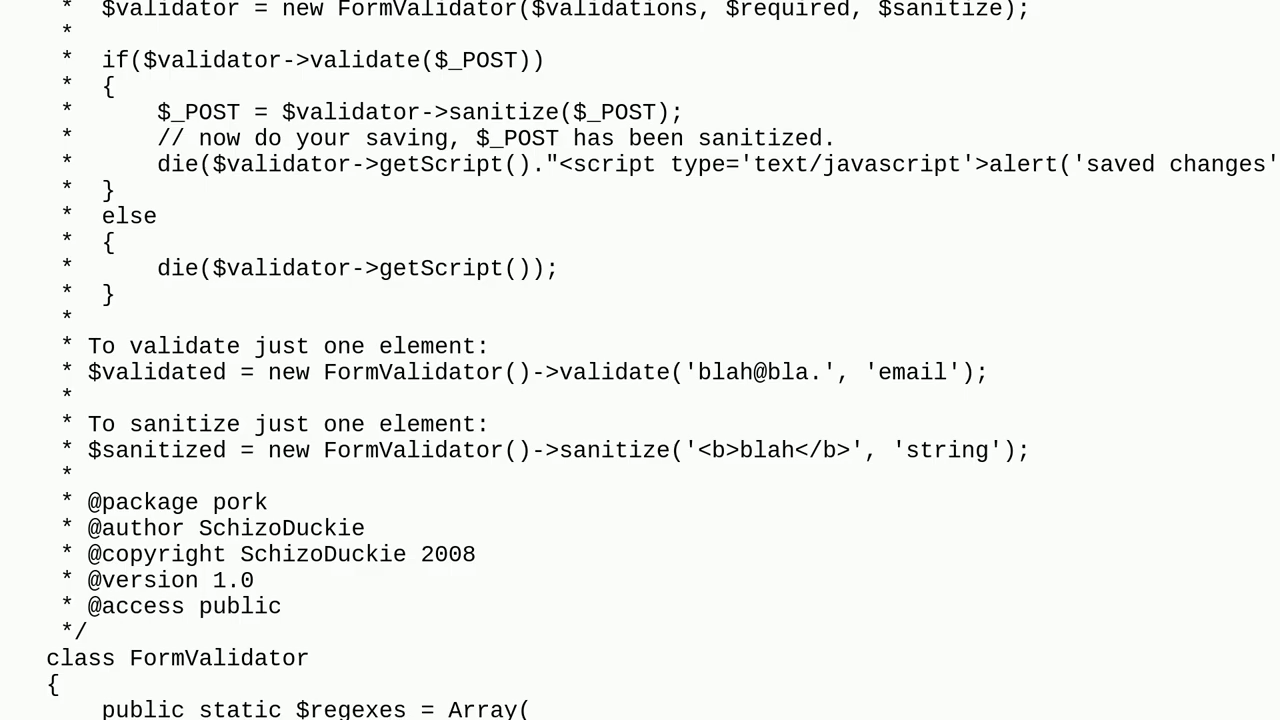 *  $validator = new FormValidator($validations, $required, $sanitize);
*
*  if($validator->validate($_POST))
*  {
*      $_POST = $validator->sanitize($_POST);
*      // now do your saving, $_POST has been sanitized.
*      die($validator->getScript()."<script type='text/javascript'>alert('saved changes'
*  }
*  else
*  {
*      die($validator->getScript());
*  }
*
* To validate just one element:
* $validated = new FormValidator()->validate('blah@bla.', 'email');
*
* To sanitize just one element:
* $sanitized = new FormValidator()->sanitize('<b>blah</b>', 'string');
*
* @package pork
* @author SchizoDuckie
* @copyright SchizoDuckie 2008
* @version 1.0
* @access public
*/
class FormValidator
{
    public static $regexes = Array(